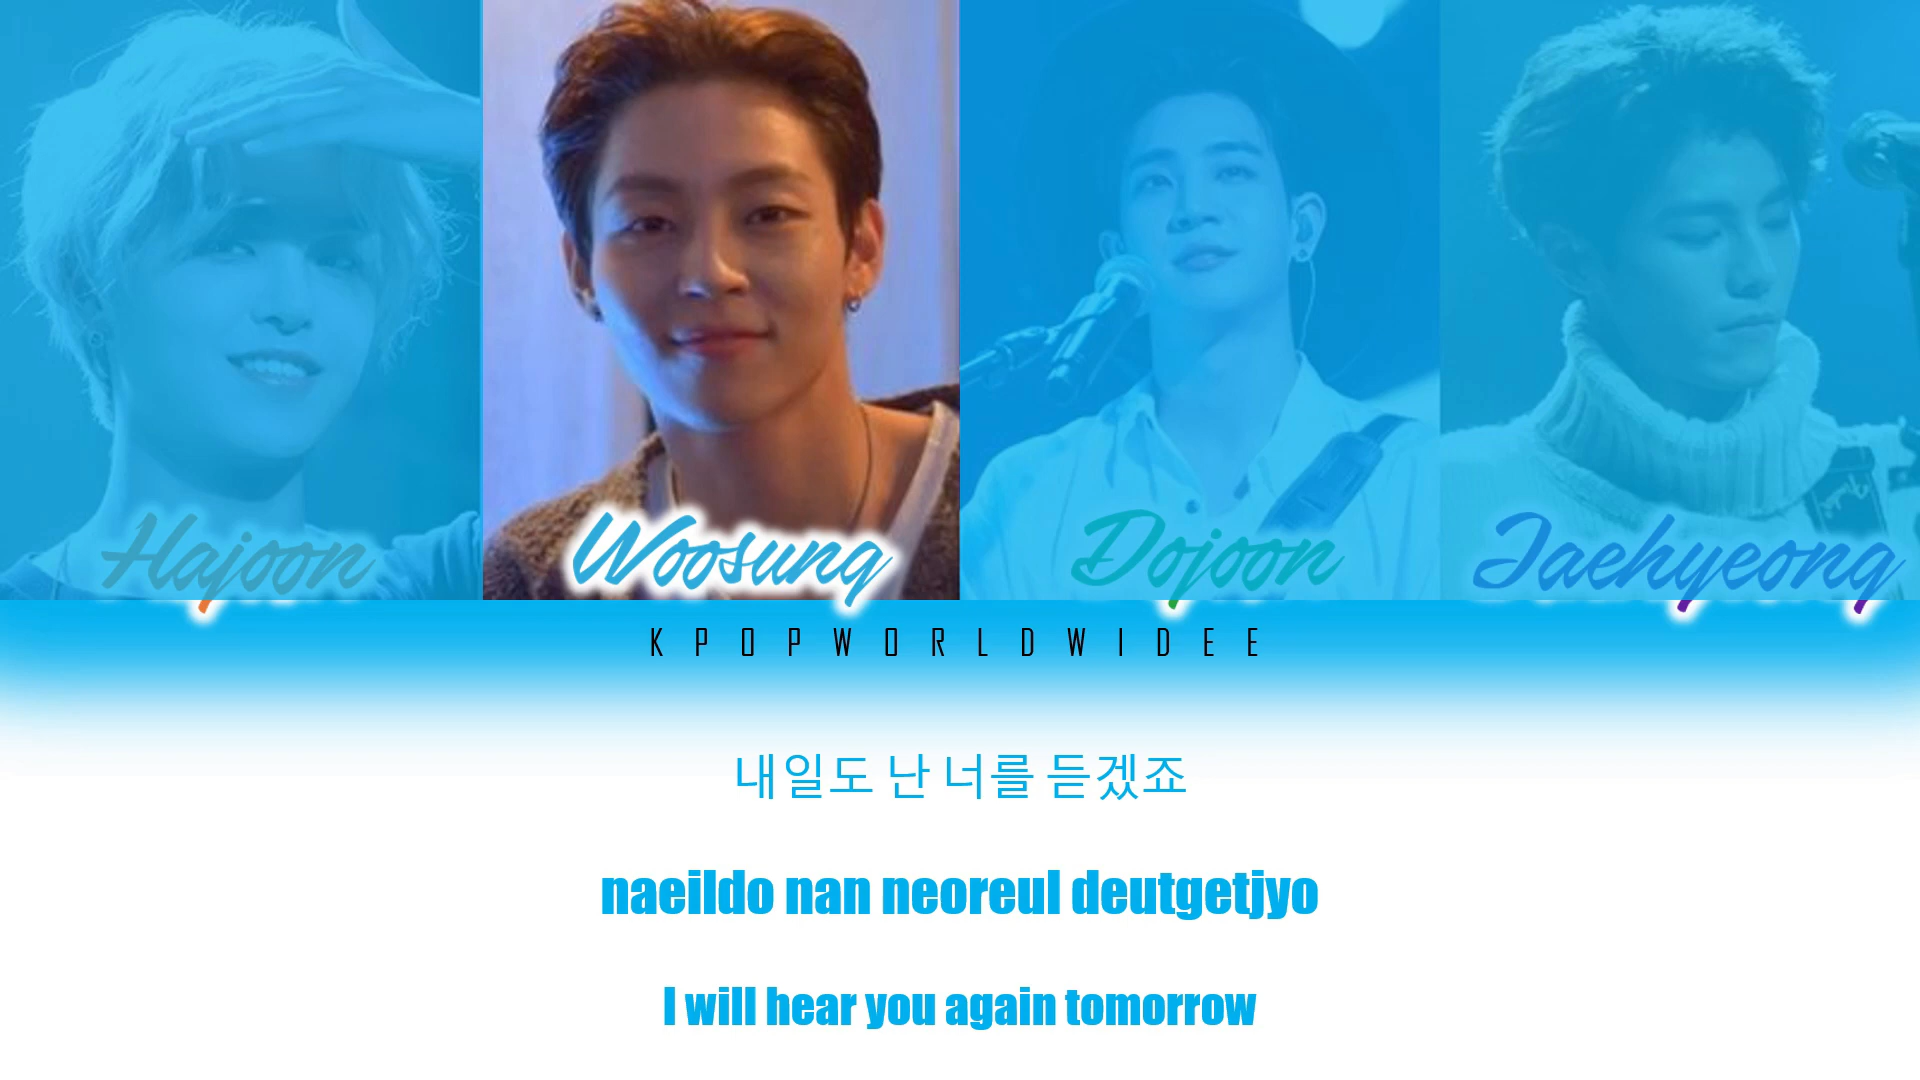 Hajoon Woosung Dojoon Jaehyeong
KPOPWORLDWIDEE
내일도 난 너를 듣겠죠
naeildo nan neoreul deutgetjyo
I will hear you again tomorrow